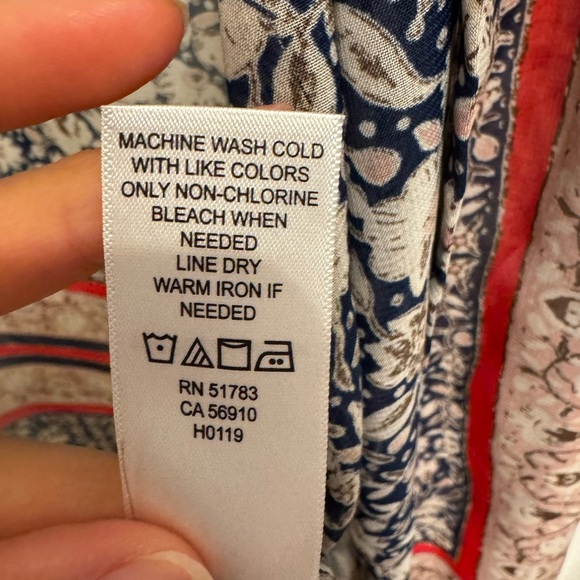 MACHINE WASH COLD
WITH LIKE COLORS
ONLY NON-CHLORINE
BLEACH WHEN
NEEDED
LINE DRY
WARM IRON IF
NEEDED
RN 51783
CA 56910
H0119